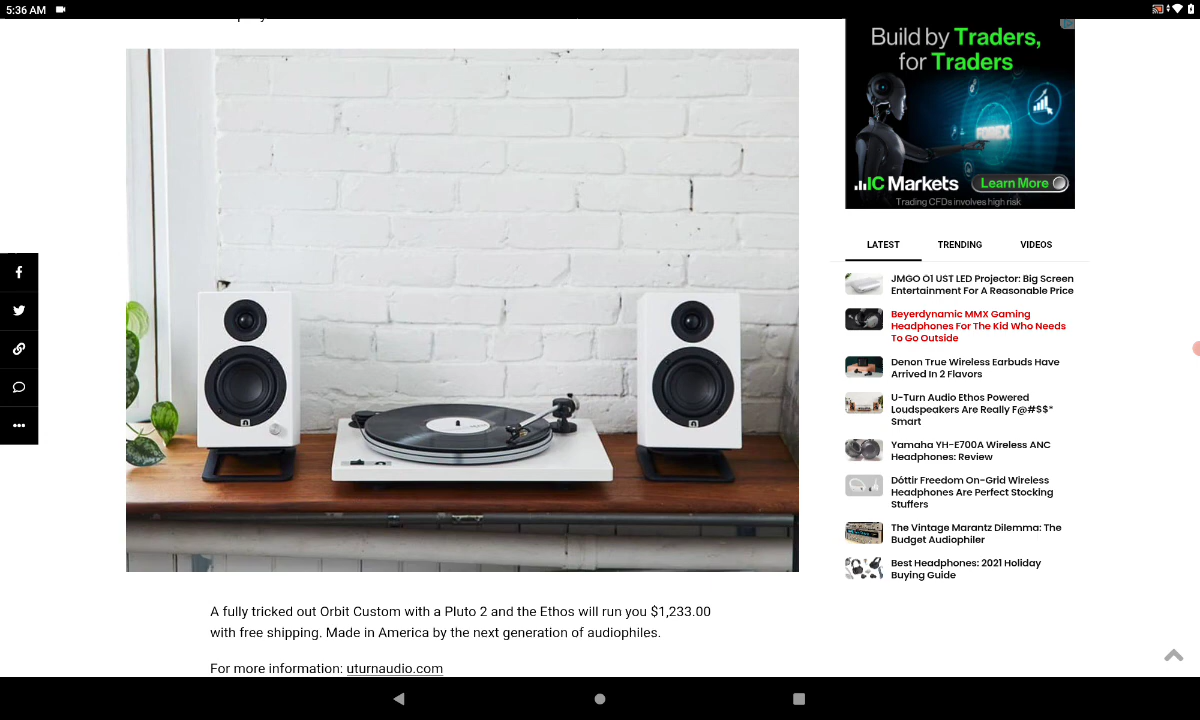 5:36 AM
Build by Traders,
for Traders
FOREX
IC Markets
Learn More
Trading CFDs involves high risk
LATEST
TRENDING
VIDEOS
JMGO O1 UST LED Projector: Big Screen
Entertainment For A Reasonable Price
Beyerdynamic MMX Gaming
Headphones For The Kid Who Needs
To Go Outside
Denon True Wireless Earbuds Have
Arrived In 2 Flavors
U-Turn Audio Ethos Powered
Loudspeakers Are Really F@#$$*
Smart
Yamaha YH-E700A Wireless ANC
Headphones: Review
Dóttir Freedom On-Grid Wireless
Headphones Are Perfect Stocking
Stuffers
The Vintage Marantz Dilemma: The
Budget Audiophiler
Best Headphones: 2021 Holiday
Buying Guide
A fully tricked out Orbit Custom with a Pluto 2 and the Ethos will run you $1,233.00
with free shipping. Made in America by the next generation of audiophiles.
For more information: uturnaudio.com